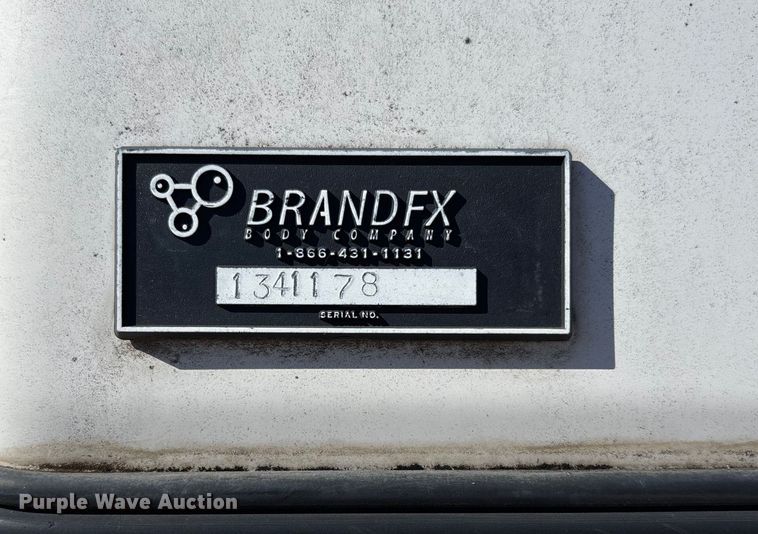 BRANDFX
BODY COMPANY
1-866-431-1131
1341178
SERIAL NO.
Purple Wave Auction